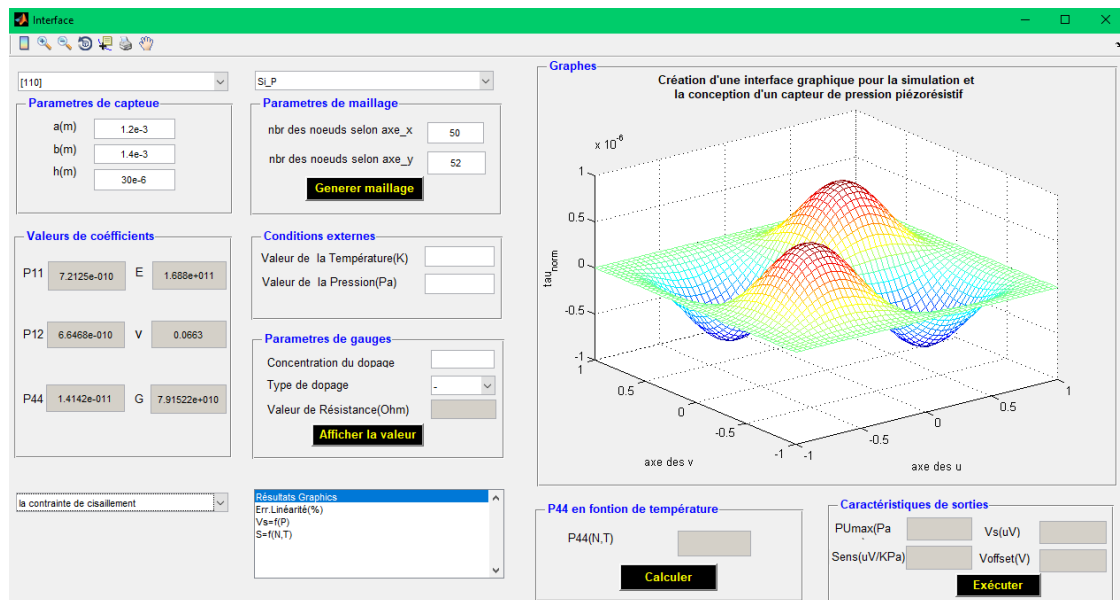 Interface
[110]
Si_P
Parametres de capteue
a(m) 1.2e-3
b(m) 1.4e-3
h(m) 30e-6
Parametres de maillage
nbr des noeuds selon axe_x 50
nbr des noeuds selon axe_y 52
Generer maillage
Valeurs de coéfficients
P11 7.2125e-010 E 1.688e+011
P12 6.6468e-010 V 0.0663
P44 1.4142e-011 G 7.91522e+010
Conditions externes
Valeur de la Température(K)
Valeur de la Pression(Pa)
Parametres de gauges
Concentration du dopage
Type de dopage -
Valeur de Résistance(Ohm)
Afficher la valeur
la contrainte de cisaillement
Résultats Graphics
Err.Linéarité(%)
Vs=f(P)
S=f(N,T)
Graphes
Création d'une interface graphique pour la simulation et
la conception d'un capteur de pression piézorésistif
x 10-6
1
0.5
0
-0.5
-1
tau norm
1
0.5
0
-0.5
-1
axe des v
-1
-0.5
0
0.5
1
axe des u
P44 en fontion de température
P44(N,T)
Calculer
Caractéristiques de sorties
PUmax(Pa Vs(uV)
Sens(uV/KPa) Voffset(V)
Exécuter